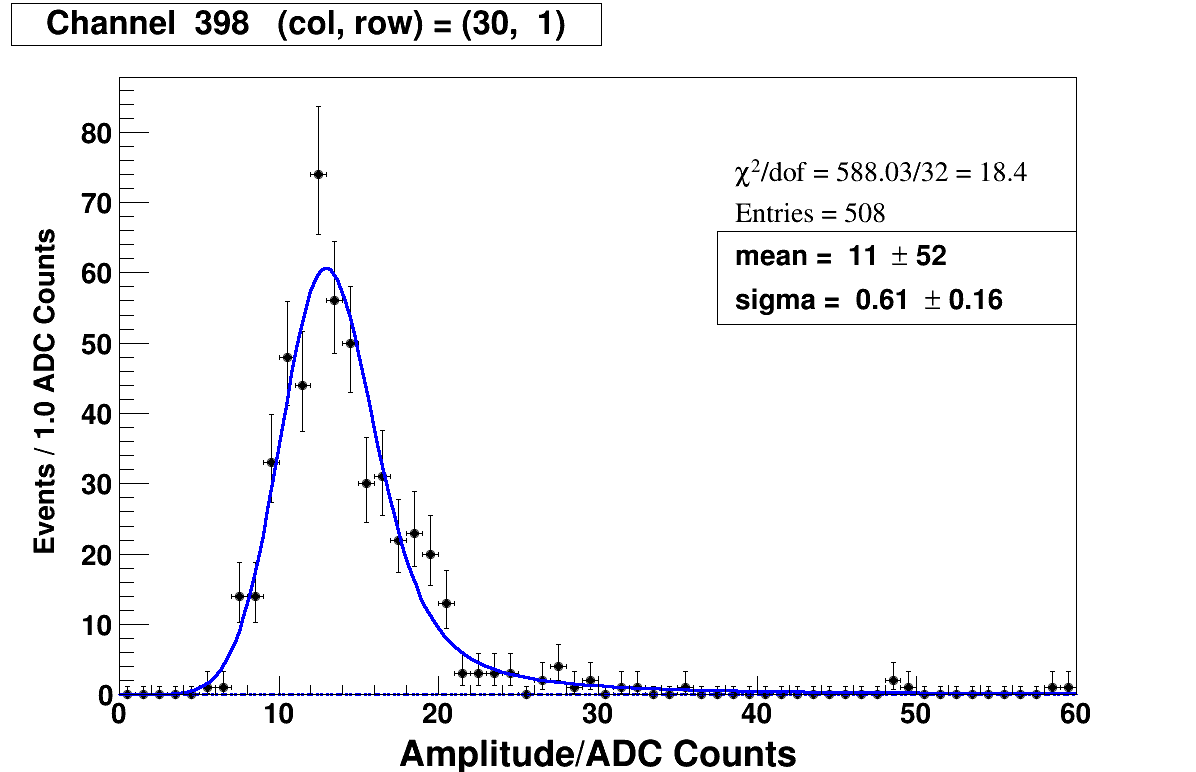 Channel 398 (col, row) = (30, 1)
χ²/dof = 588.03/32 = 18.4
Entries = 508
mean = 11 ± 52
sigma = 0.61 ± 0.16
Events / 1.0 ADC Counts
80
70
60
50
40
30
20
10
0
0 10 20 30 40 50 60
Amplitude/ADC Counts